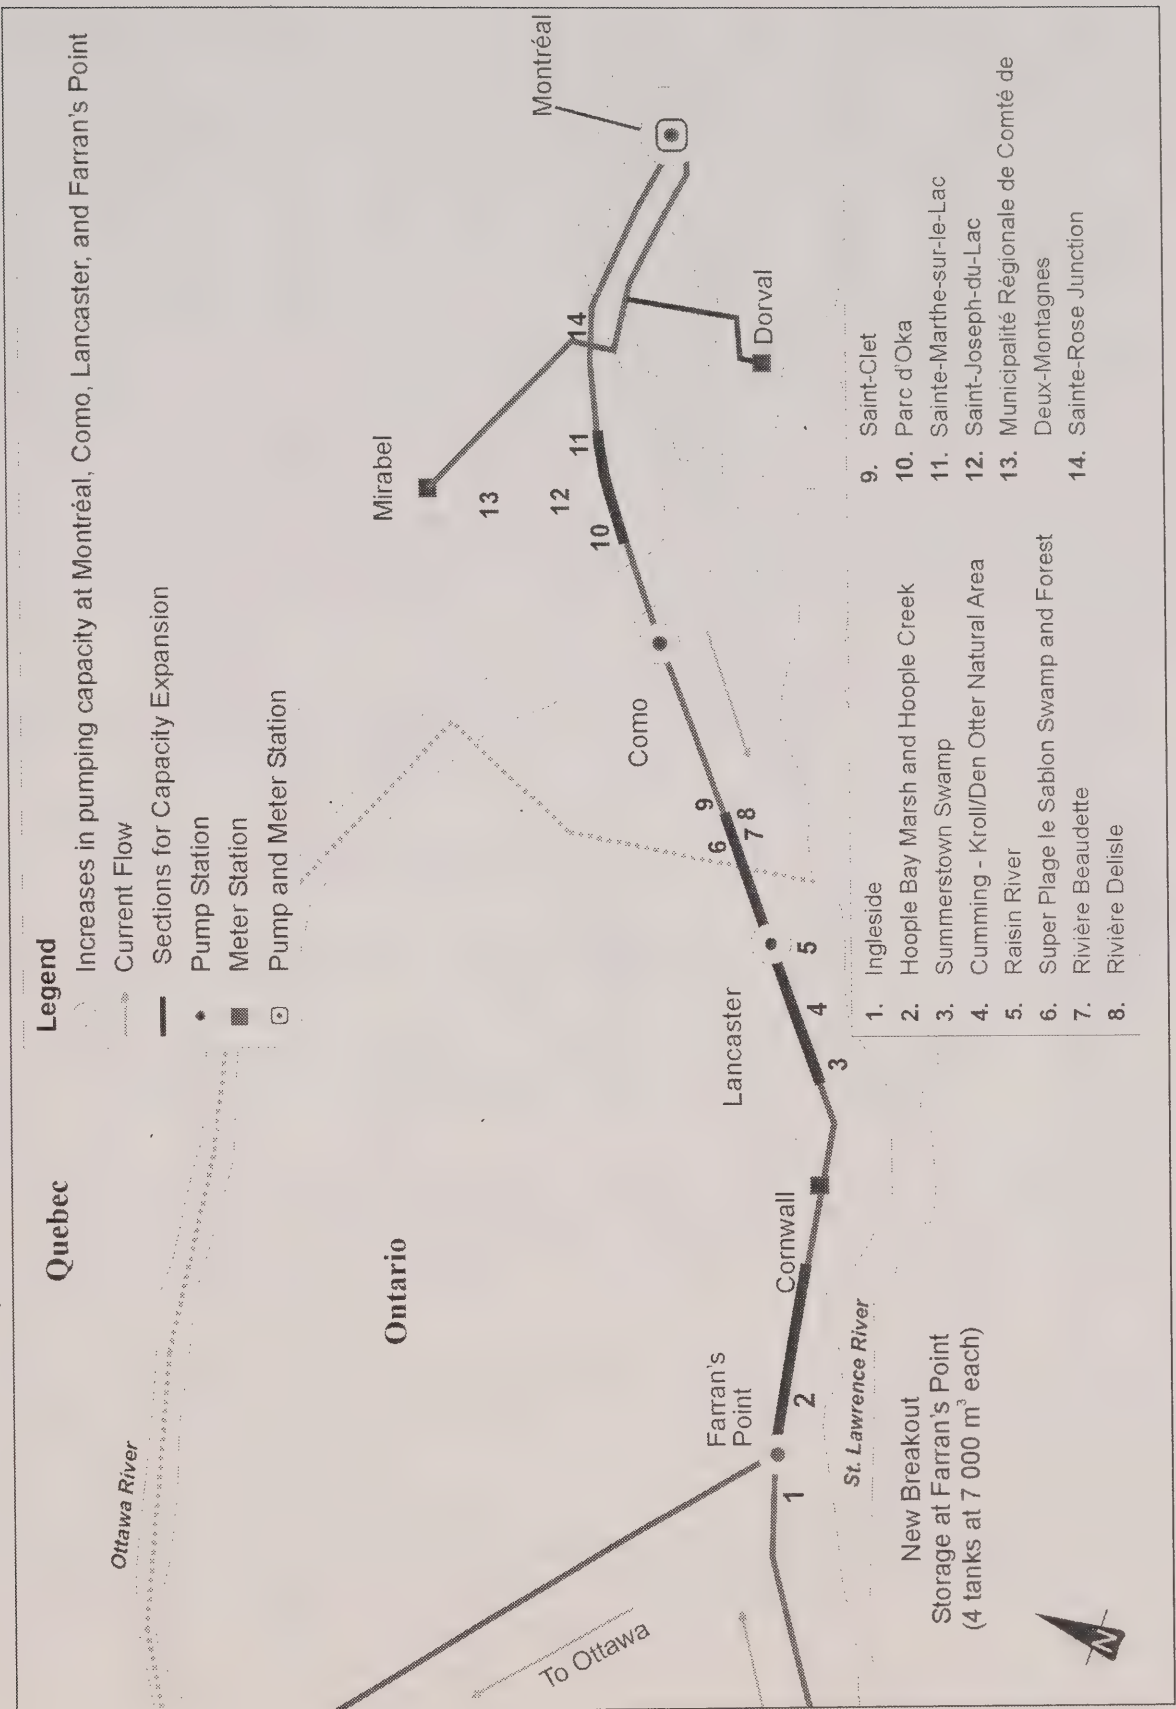 Quebec
Ottawa River
Ontario
Legend
Increases in pumping capacity at Montréal, Como, Lancaster, and Farran's Point
Current Flow
Sections for Capacity Expansion
Pump Station
Meter Station
Pump and Meter Station
Montréal
Mirabel
13
12
14
11
10
Dorval
Como
9
6
7 8
Lancaster
5
4
3
Cornwall
Farran's
Point
2
1
St. Lawrence River
To Ottawa
New Breakout
Storage at Farran's Point
(4 tanks at 7 000 m³ each)
N
1. Ingleside
2. Hoople Bay Marsh and Hoople Creek
3. Summerstown Swamp
4. Cumming - Kroll/Den Otter Natural Area
5. Raisin River
6. Super Plage le Sablon Swamp and Forest
7. Rivière Beaudette
8. Rivière Delisle
9. Saint-Clet
10. Parc d'Oka
11. Sainte-Marthe-sur-le-Lac
12. Saint-Joseph-du-Lac
13. Municipalité Régionale de Comté de
Deux-Montagnes
14. Sainte-Rose Junction